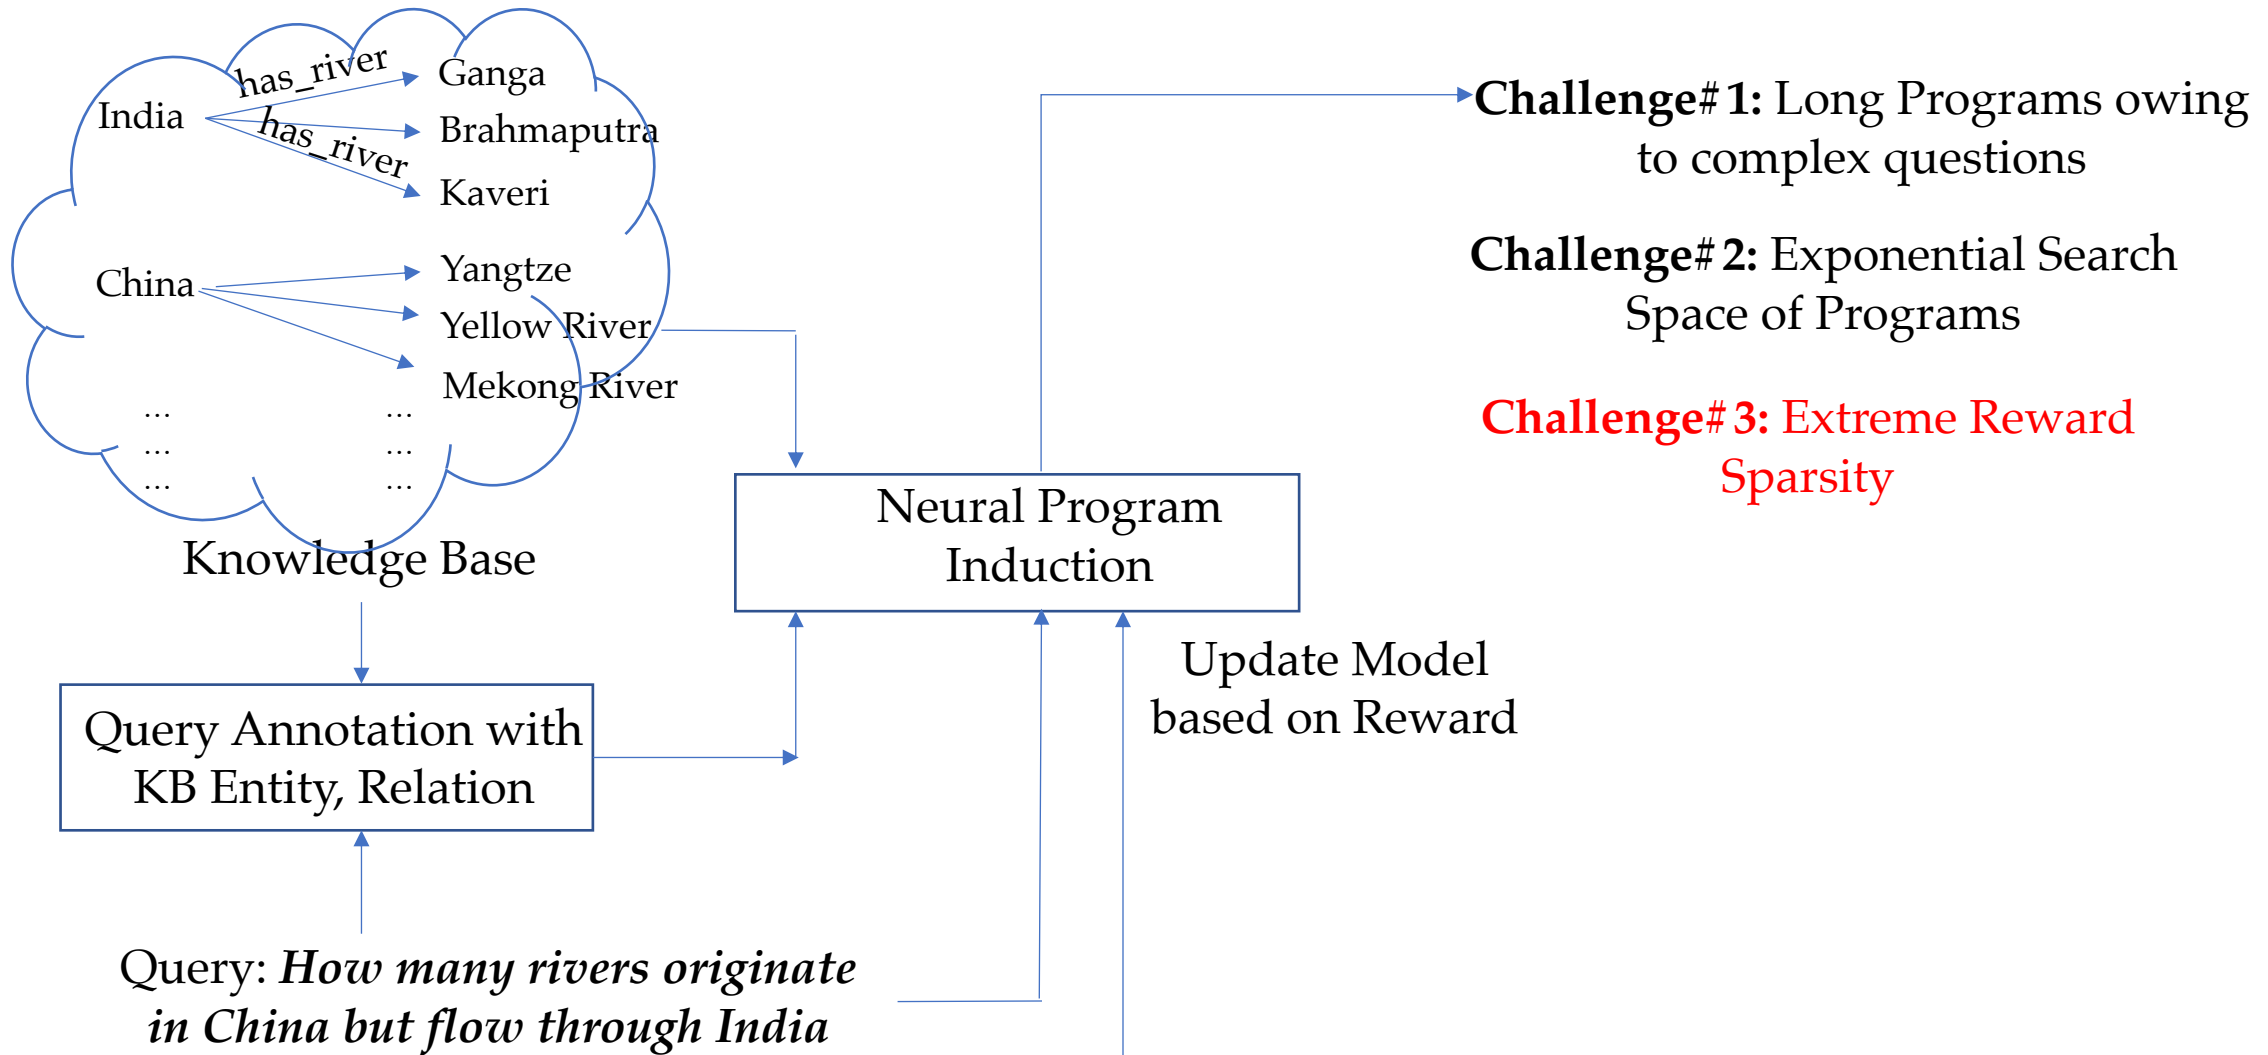 has_river
India
has_river
Ganga
Brahmaputra
Kaveri
China
Yangtze
Yellow River
Mekong River
... ...
... ...
... ...
Knowledge Base
Query Annotation with
KB Entity, Relation
Query: How many rivers originate
in China but flow through India
Neural Program
Induction
Update Model
based on Reward
Challenge#1: Long Programs owing
to complex questions
Challenge#2: Exponential Search
Space of Programs
Challenge#3: Extreme Reward
Sparsity